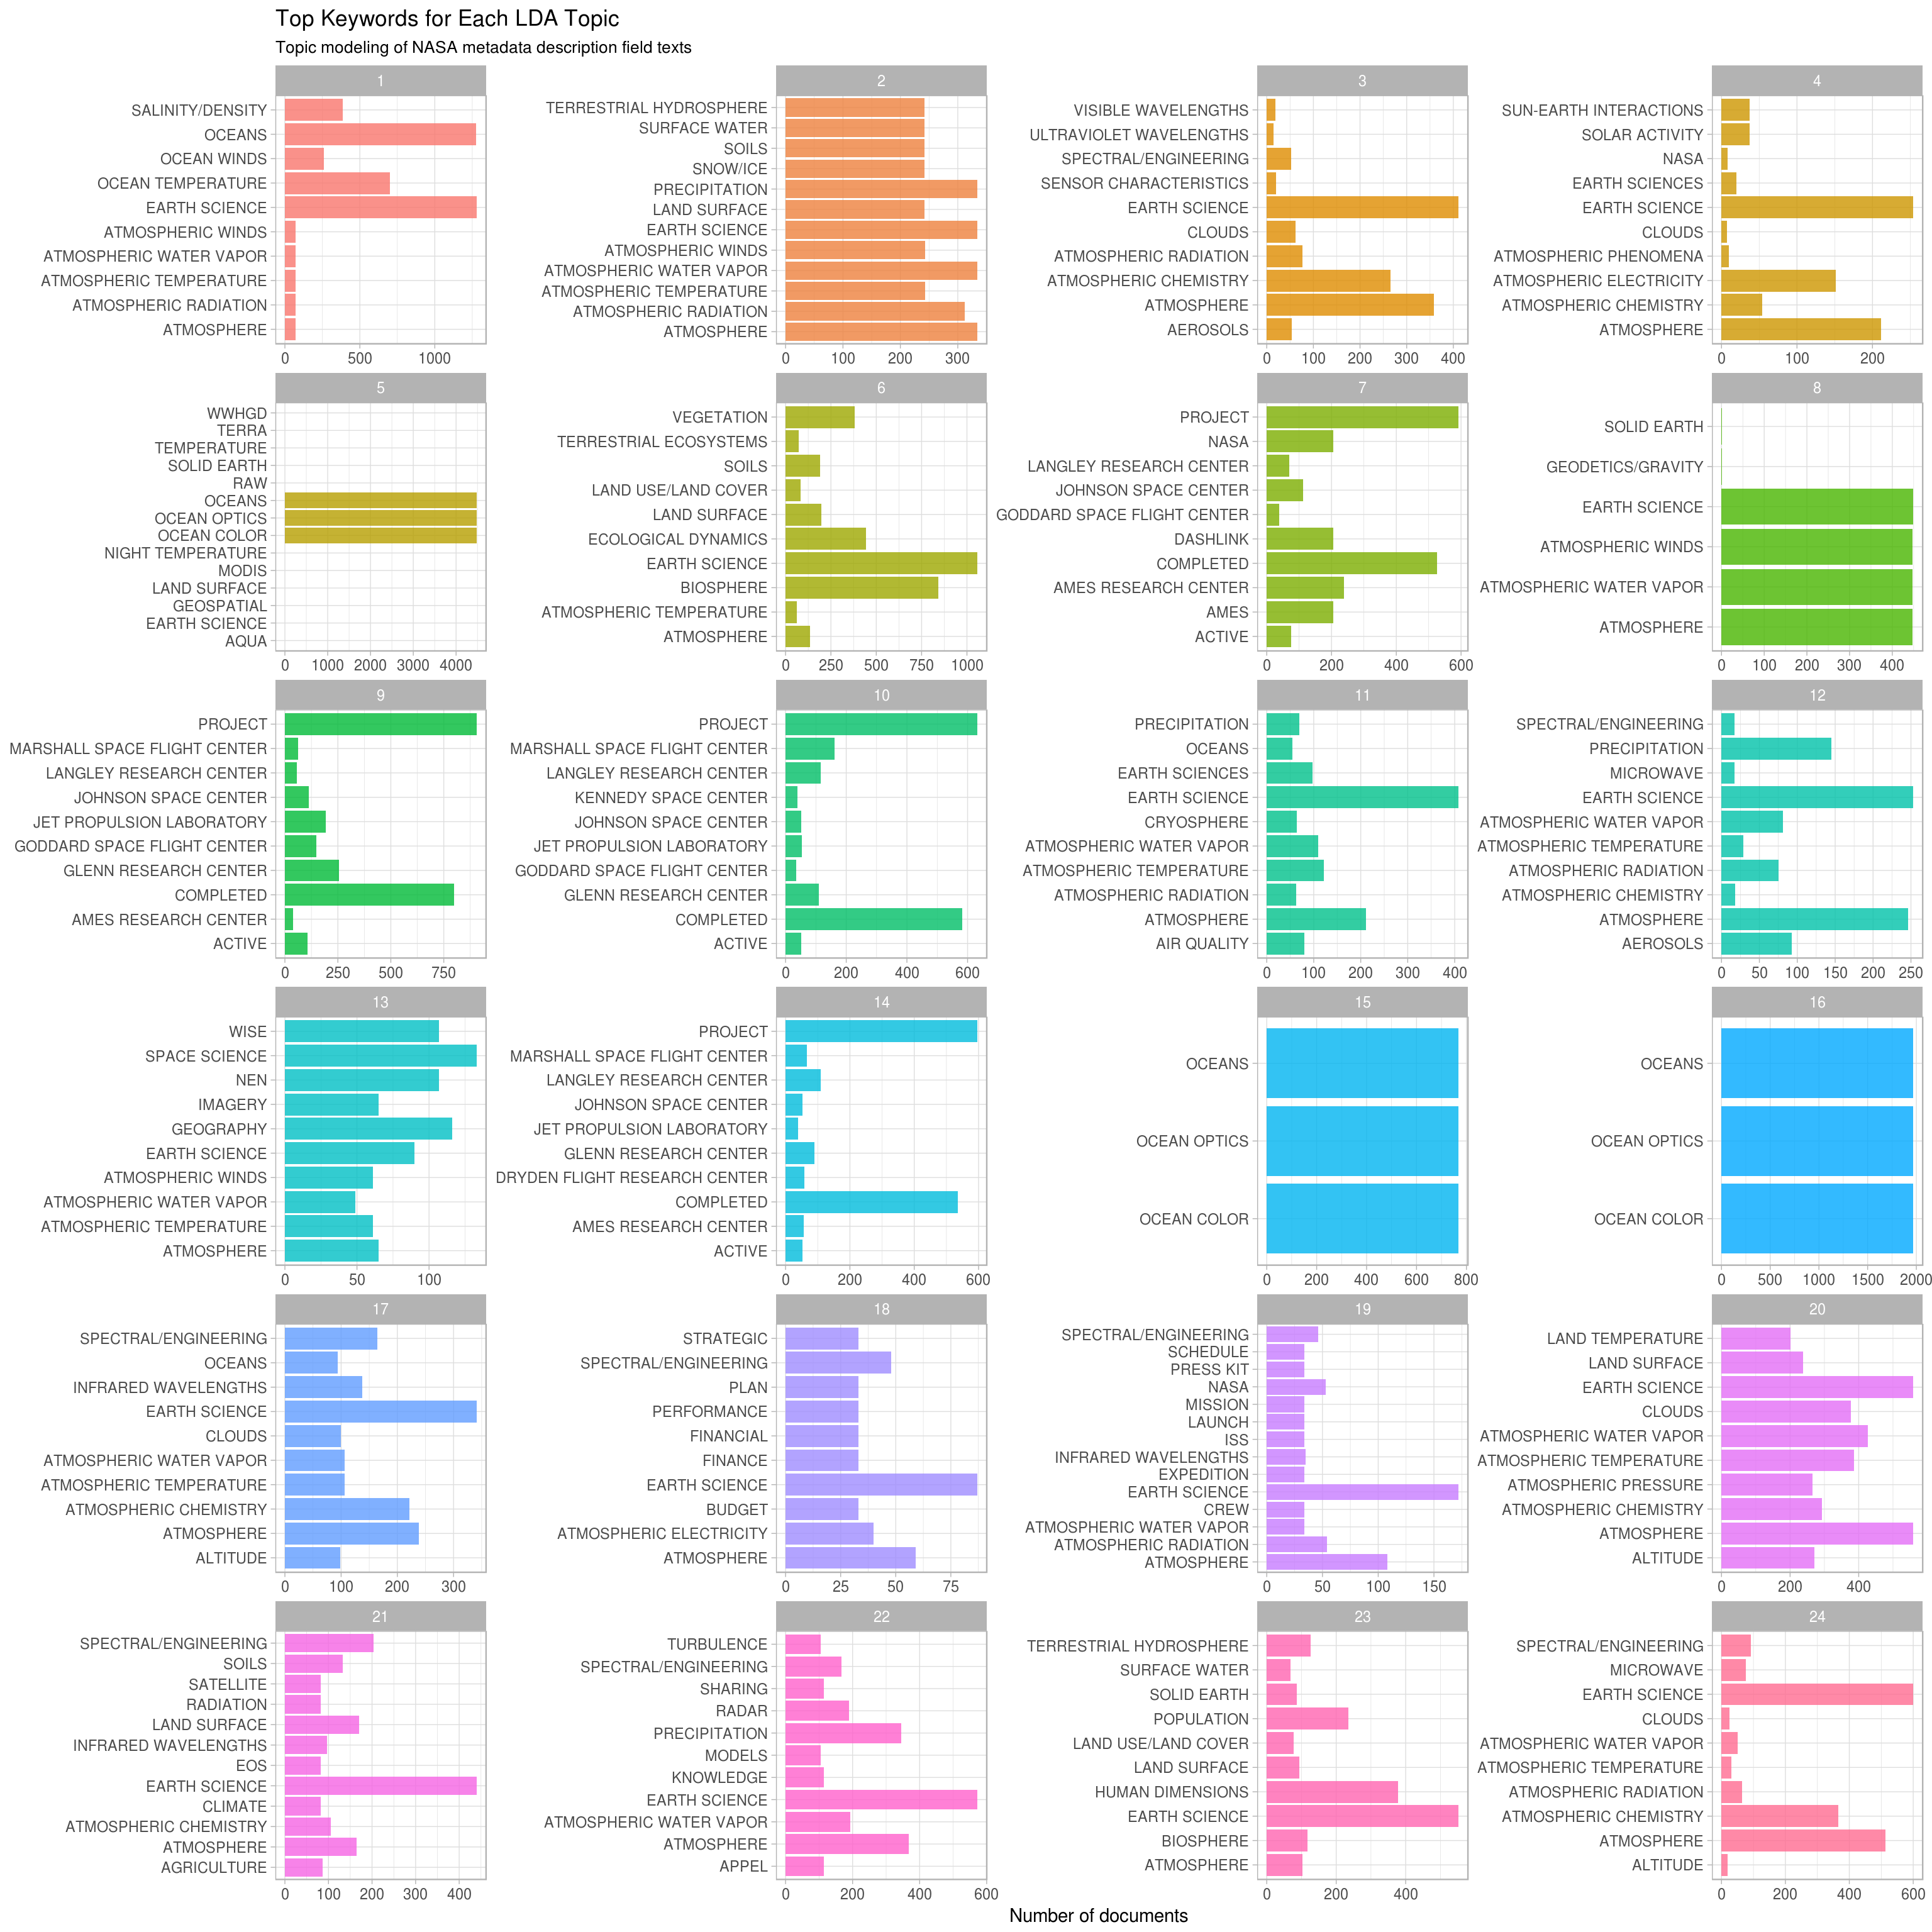 Top Keywords for Each LDA Topic
Topic modeling of NASA metadata description field texts
1
SALINITY/DENSITY
OCEANS
OCEAN WINDS
OCEAN TEMPERATURE
EARTH SCIENCE
ATMOSPHERIC WINDS
ATMOSPHERIC WATER VAPOR
ATMOSPHERIC TEMPERATURE
ATMOSPHERIC RADIATION
ATMOSPHERE
0 500 1000
2
TERRESTRIAL HYDROSPHERE
SURFACE WATER
SOILS
SNOW/ICE
PRECIPITATION
LAND SURFACE
EARTH SCIENCE
ATMOSPHERIC WINDS
ATMOSPHERIC WATER VAPOR
ATMOSPHERIC TEMPERATURE
ATMOSPHERIC RADIATION
ATMOSPHERE
0 100 200 300
3
VISIBLE WAVELENGTHS
ULTRAVIOLET WAVELENGTHS
SPECTRAL/ENGINEERING
SENSOR CHARACTERISTICS
EARTH SCIENCE
CLOUDS
ATMOSPHERIC RADIATION
ATMOSPHERIC CHEMISTRY
ATMOSPHERE
AEROSOLS
0 100 200 300 400
4
SUN-EARTH INTERACTIONS
SOLAR ACTIVITY
NASA
EARTH SCIENCES
EARTH SCIENCE
CLOUDS
ATMOSPHERIC PHENOMENA
ATMOSPHERIC ELECTRICITY
ATMOSPHERIC CHEMISTRY
ATMOSPHERE
0 100 200
5
WWHGD
TERRA
TEMPERATURE
SOLID EARTH
RAW
OCEANS
OCEAN OPTICS
OCEAN COLOR
NIGHT TEMPERATURE
MODIS
LAND SURFACE
GEOSPATIAL
EARTH SCIENCE
AQUA
0 1000 2000 3000 4000
6
VEGETATION
TERRESTRIAL ECOSYSTEMS
SOILS
LAND USE/LAND COVER
LAND SURFACE
ECOLOGICAL DYNAMICS
EARTH SCIENCE
BIOSPHERE
ATMOSPHERIC TEMPERATURE
ATMOSPHERE
0 250 500 750 1000
7
PROJECT
NASA
LANGLEY RESEARCH CENTER
JOHNSON SPACE CENTER
GODDARD SPACE FLIGHT CENTER
DASHLINK
COMPLETED
AMES RESEARCH CENTER
AMES
ACTIVE
0 200 400 600
8
SOLID EARTH
GEODETICS/GRAVITY
EARTH SCIENCE
ATMOSPHERIC WINDS
ATMOSPHERIC WATER VAPOR
ATMOSPHERE
0 100 200 300 400
9
PROJECT
MARSHALL SPACE FLIGHT CENTER
LANGLEY RESEARCH CENTER
JOHNSON SPACE CENTER
JET PROPULSION LABORATORY
GODDARD SPACE FLIGHT CENTER
GLENN RESEARCH CENTER
COMPLETED
AMES RESEARCH CENTER
ACTIVE
0 250 500 750
10
PROJECT
MARSHALL SPACE FLIGHT CENTER
LANGLEY RESEARCH CENTER
KENNEDY SPACE CENTER
JOHNSON SPACE CENTER
JET PROPULSION LABORATORY
GODDARD SPACE FLIGHT CENTER
GLENN RESEARCH CENTER
COMPLETED
ACTIVE
0 200 400 600
11
PRECIPITATION
OCEANS
EARTH SCIENCES
EARTH SCIENCE
CRYOSPHERE
ATMOSPHERIC WATER VAPOR
ATMOSPHERIC TEMPERATURE
ATMOSPHERIC RADIATION
ATMOSPHERE
AIR QUALITY
0 100 200 300 400
12
SPECTRAL/ENGINEERING
PRECIPITATION
MICROWAVE
EARTH SCIENCE
ATMOSPHERIC WATER VAPOR
ATMOSPHERIC TEMPERATURE
ATMOSPHERIC RADIATION
ATMOSPHERIC CHEMISTRY
ATMOSPHERE
AEROSOLS
0 50 100 150 200 250
13
WISE
SPACE SCIENCE
NEN
IMAGERY
GEOGRAPHY
EARTH SCIENCE
ATMOSPHERIC WINDS
ATMOSPHERIC WATER VAPOR
ATMOSPHERIC TEMPERATURE
ATMOSPHERE
0 50 100
14
PROJECT
MARSHALL SPACE FLIGHT CENTER
LANGLEY RESEARCH CENTER
JOHNSON SPACE CENTER
JET PROPULSION LABORATORY
GLENN RESEARCH CENTER
DRYDEN FLIGHT RESEARCH CENTER
COMPLETED
AMES RESEARCH CENTER
ACTIVE
0 200 400 600
15
OCEANS
OCEAN OPTICS
OCEAN COLOR
0 200 400 600 800
16
OCEANS
OCEAN OPTICS
OCEAN COLOR
0 500 1000 1500 2000
17
SPECTRAL/ENGINEERING
OCEANS
INFRARED WAVELENGTHS
EARTH SCIENCE
CLOUDS
ATMOSPHERIC WATER VAPOR
ATMOSPHERIC TEMPERATURE
ATMOSPHERIC CHEMISTRY
ATMOSPHERE
ALTITUDE
0 100 200 300
18
STRATEGIC
SPECTRAL/ENGINEERING
PLAN
PERFORMANCE
FINANCIAL
FINANCE
EARTH SCIENCE
BUDGET
ATMOSPHERIC ELECTRICITY
ATMOSPHERE
0 25 50 75
19
SPECTRAL/ENGINEERING
SCHEDULE
PRESS KIT
NASA
MISSION
LAUNCH
ISS
INFRARED WAVELENGTHS
EXPEDITION
EARTH SCIENCE
CREW
ATMOSPHERIC WATER VAPOR
ATMOSPHERIC RADIATION
ATMOSPHERE
0 50 100 150
20
LAND TEMPERATURE
LAND SURFACE
EARTH SCIENCE
CLOUDS
ATMOSPHERIC WATER VAPOR
ATMOSPHERIC TEMPERATURE
ATMOSPHERIC PRESSURE
ATMOSPHERIC CHEMISTRY
ATMOSPHERE
ALTITUDE
0 200 400
21
SPECTRAL/ENGINEERING
SOILS
SATELLITE
RADIATION
LAND SURFACE
INFRARED WAVELENGTHS
EOS
EARTH SCIENCE
CLIMATE
ATMOSPHERIC CHEMISTRY
ATMOSPHERE
AGRICULTURE
0 100 200 300 400
22
TURBULENCE
SPECTRAL/ENGINEERING
SHARING
RADAR
PRECIPITATION
MODELS
KNOWLEDGE
EARTH SCIENCE
ATMOSPHERIC WATER VAPOR
ATMOSPHERE
APPEL
0 200 400 600
23
TERRESTRIAL HYDROSPHERE
SURFACE WATER
SOLID EARTH
POPULATION
LAND USE/LAND COVER
LAND SURFACE
HUMAN DIMENSIONS
EARTH SCIENCE
BIOSPHERE
ATMOSPHERE
0 200 400
24
SPECTRAL/ENGINEERING
MICROWAVE
EARTH SCIENCE
CLOUDS
ATMOSPHERIC WATER VAPOR
ATMOSPHERIC TEMPERATURE
ATMOSPHERIC RADIATION
ATMOSPHERIC CHEMISTRY
ATMOSPHERE
ALTITUDE
0 200 400 600
Number of documents